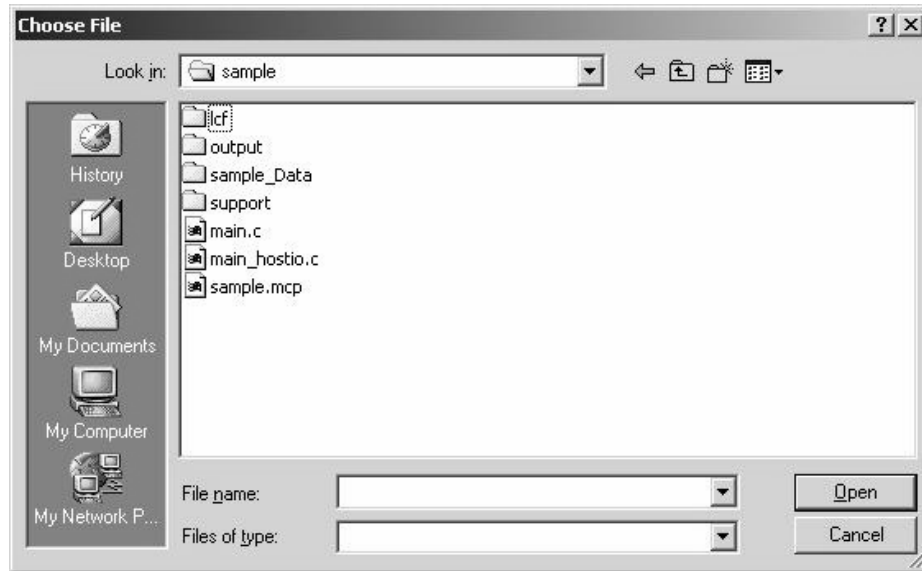 Choose File
Look in: sample
History
Desktop
My Documents
My Computer
My Network P...
lcf
output
sample_Data
support
main.c
main_hostio.c
sample.mcp
File name:
Open
Files of type:
Cancel